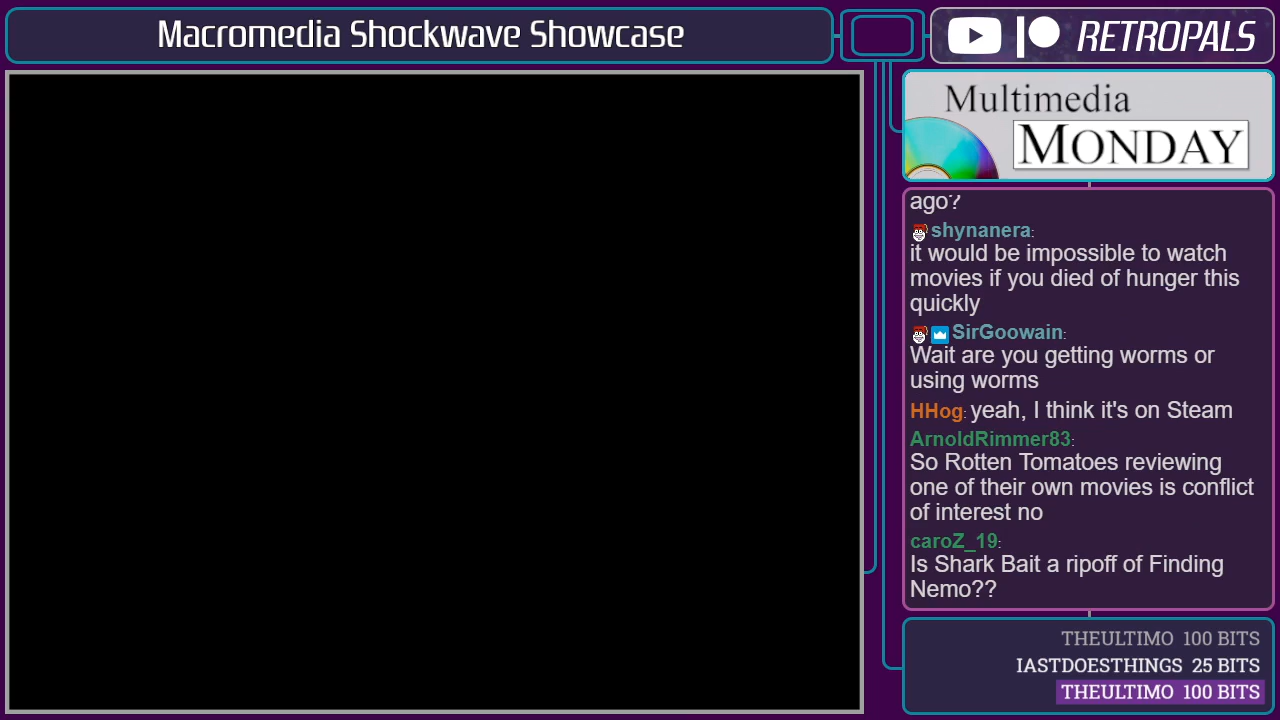 Macromedia Shockwave Showcase
RETROPALS
Multimedia
MONDAY
ago?
shynanera:
it would be impossible to watch
movies if you died of hunger this
quickly
SirGoowain:
Wait are you getting worms or
using worms
HHog: yeah, I think it's on Steam
ArnoldRimmer83:
So Rotten Tomatoes reviewing
one of their own movies is conflict
of interest no
caroZ_19:
Is Shark Bait a ripoff of Finding
Nemo??
THEULTIMO 100 BITS
IASTDOESTHINGS 25 BITS
THEULTIMO 100 BITS